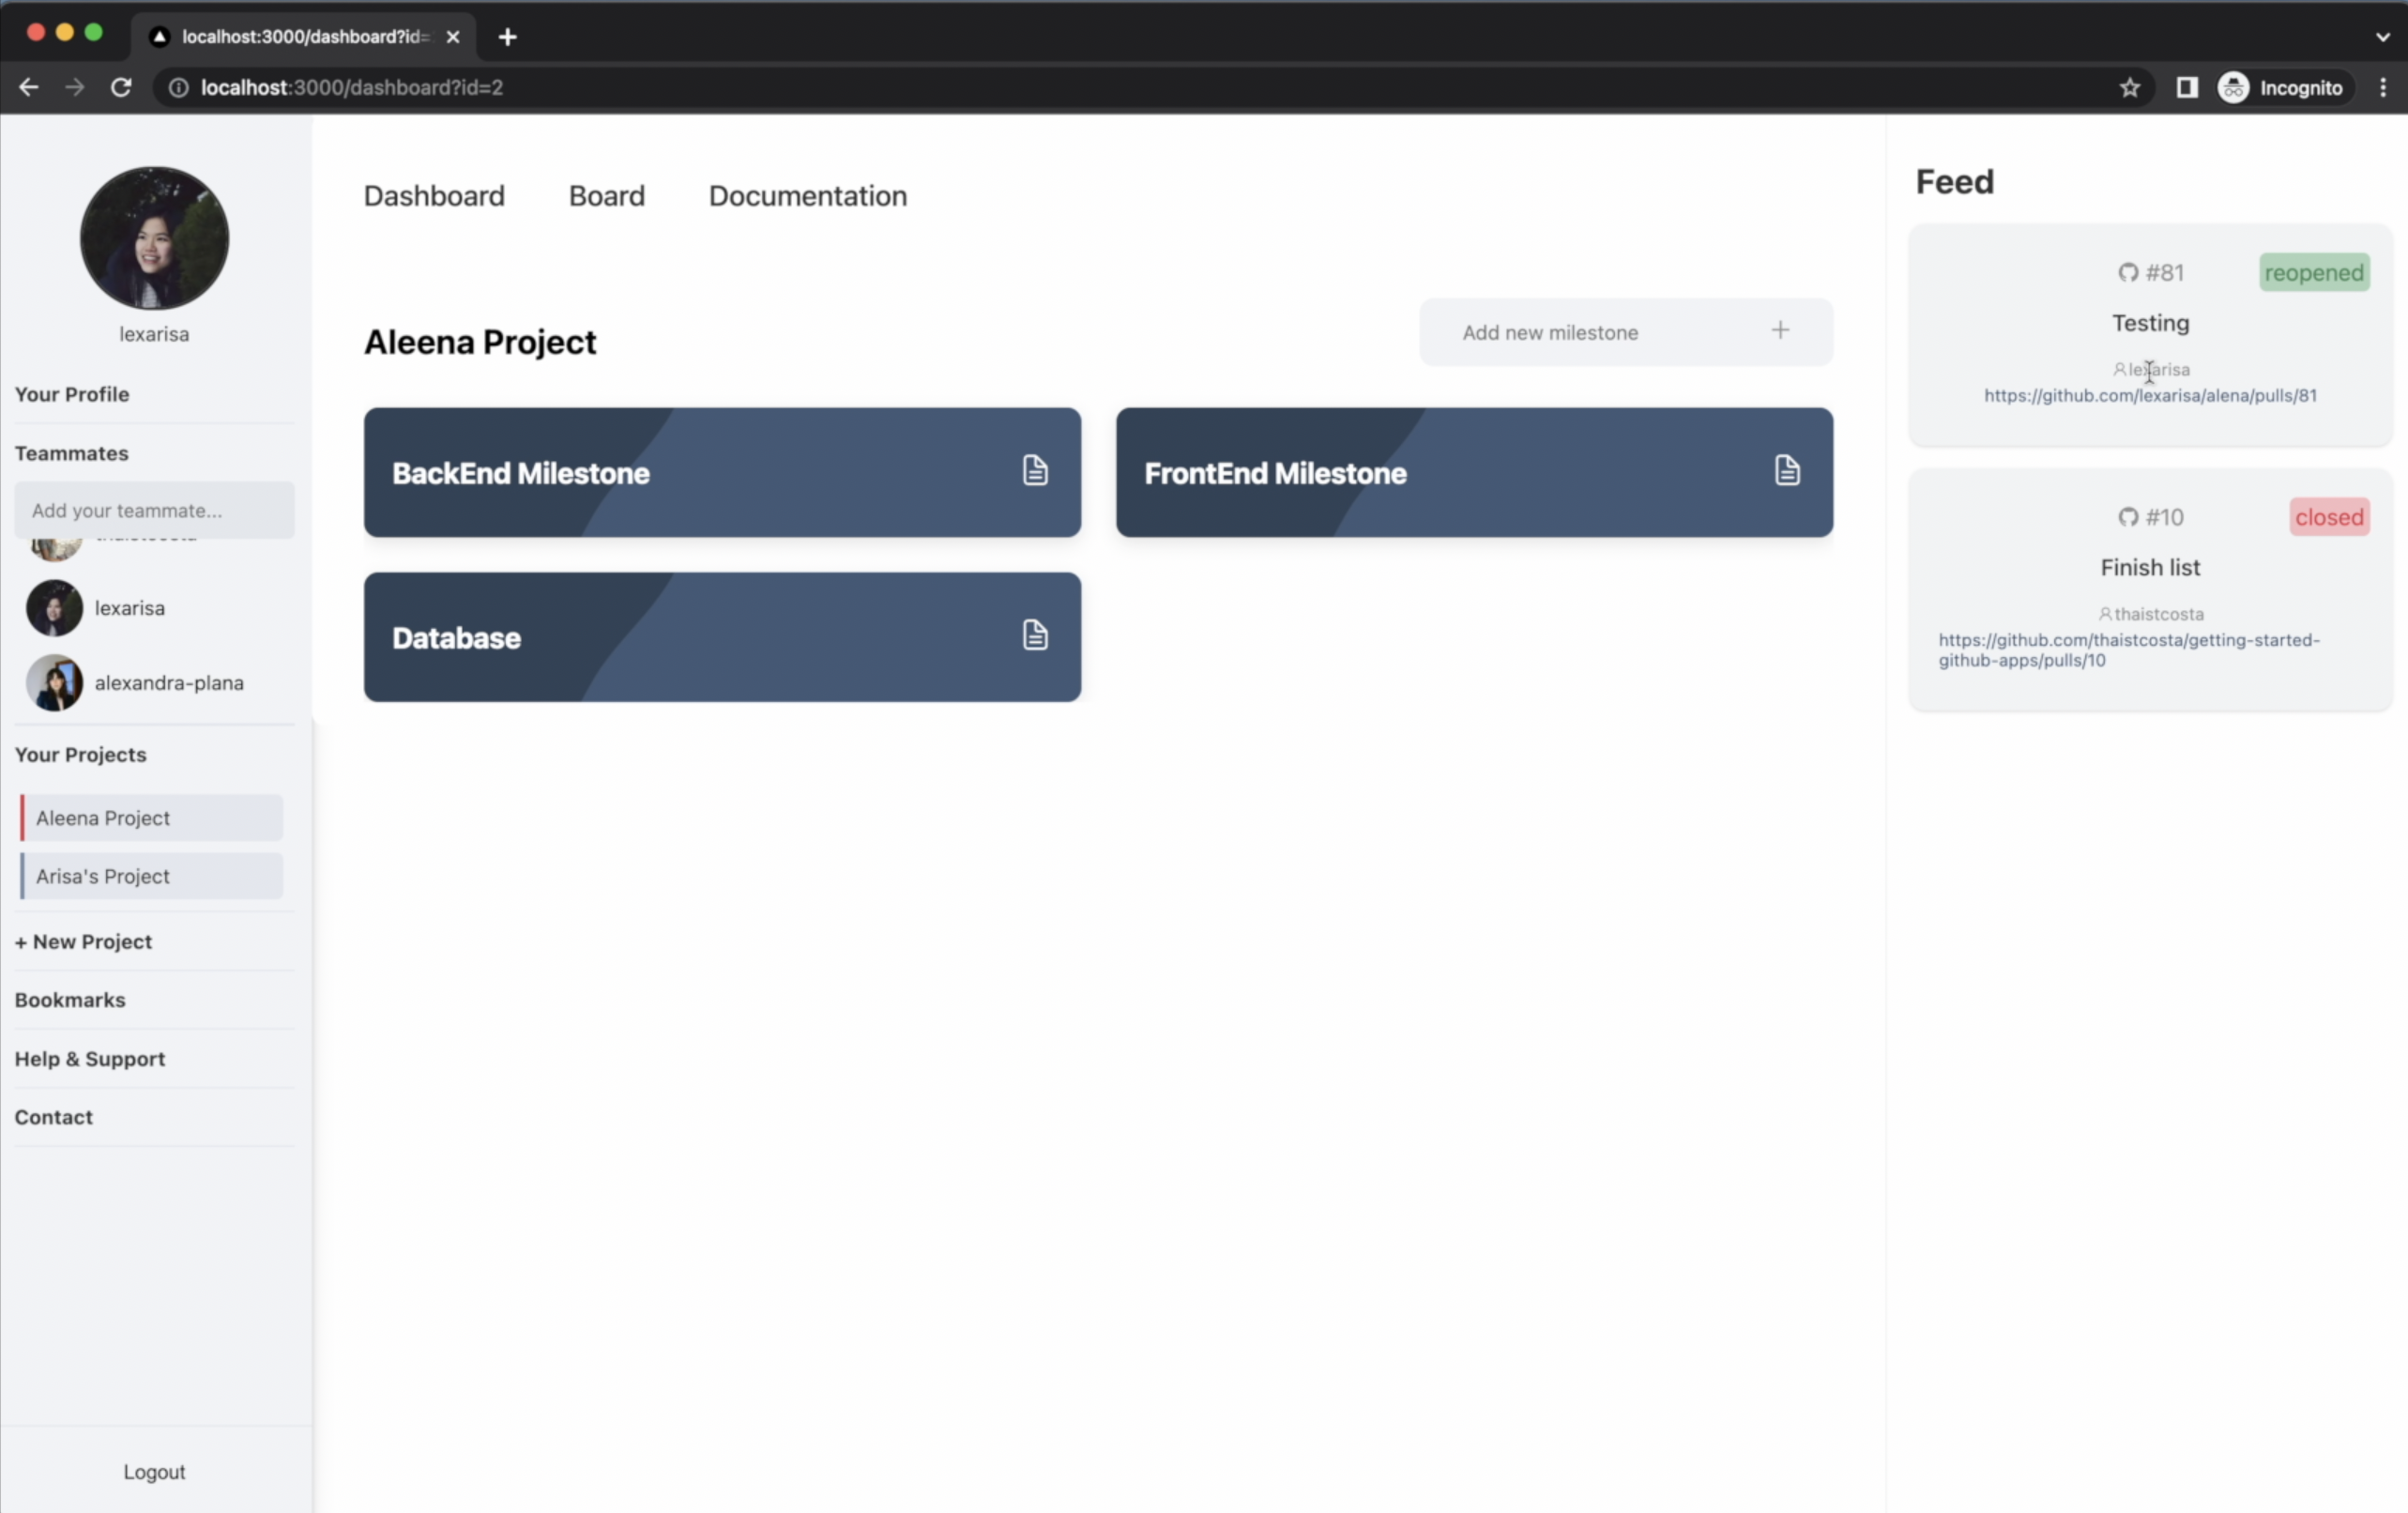 localhost:3000/dashboard?id=
localhost:3000/dashboard?id=2
Incognito
lexarisa
Your Profile
Teammates
Add your teammate...
lexarisa
alexandra-plana
Your Projects
Aleena Project
Arisa's Project
+ New Project
Bookmarks
Help & Support
Contact
Logout
Dashboard
Board
Documentation
Aleena Project
Add new milestone
BackEnd Milestone
FrontEnd Milestone
Database
Feed
#81
reopened
Testing
lexarisa
https://github.com/lexarisa/alena/pulls/81
#10
closed
Finish list
thaistcosta
https://github.com/thaistcosta/getting-started-
github-apps/pulls/10